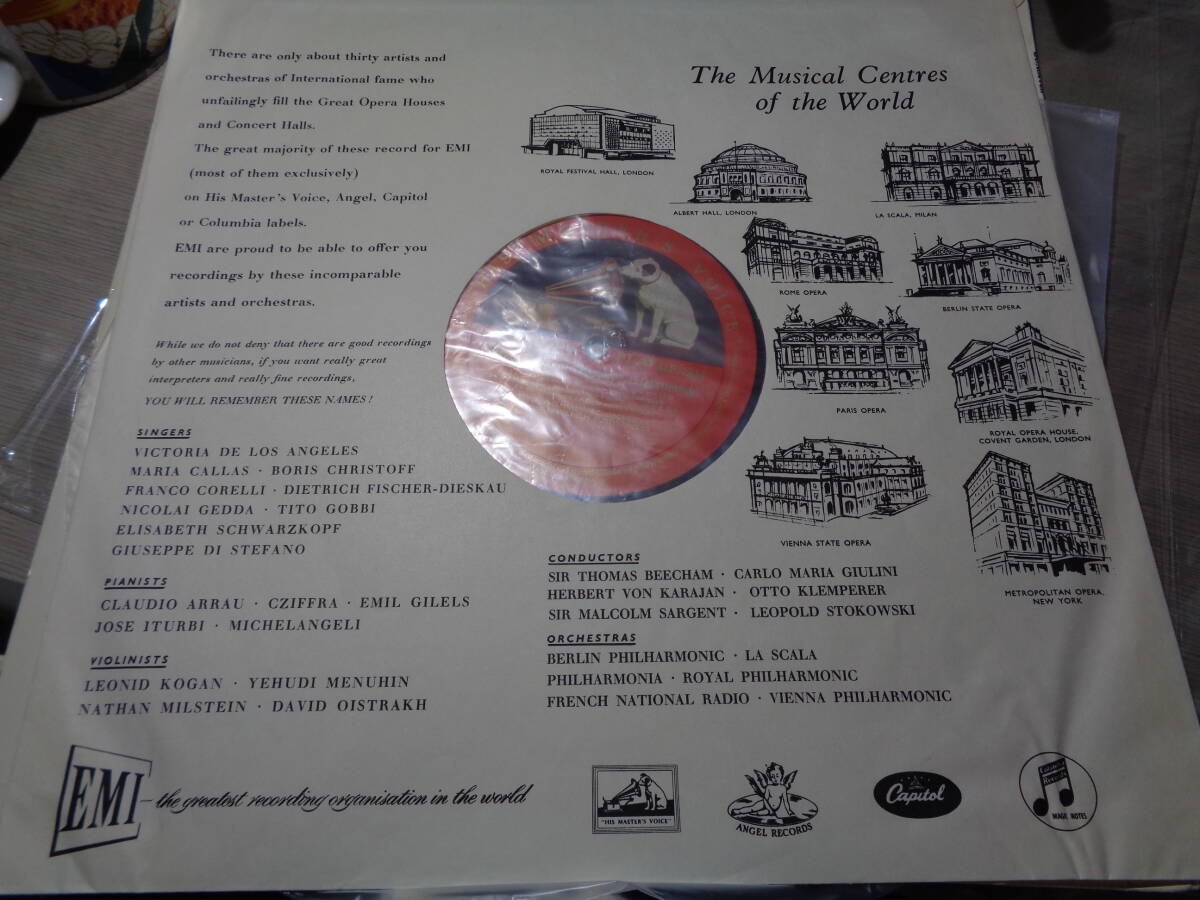 There are only about thirty artists and
orchestras of International fame who
unfailingly fill the Great Opera Houses
and Concert Halls.
The great majority of these record for EMI
(most of them exclusively)
on His Master's Voice, Angel, Capitol
or Columbia labels.
EMI are proud to be able to offer you
recordings by these incomparable
artists and orchestras.
While we do not deny that there are good recordings
by other musicians, if you want really great
interpreters and really fine recordings,
YOU WILL REMEMBER THESE NAMES!
SINGERS
VICTORIA DE LOS ANGELES
MARIA CALLAS · BORIS CHRISTOFF
FRANCO CORELLI · DIETRICH FISCHER-DIESKAU
NICOLAI GEDDA · TITO GOBBI
ELISABETH SCHWARZKOPF
GIUSEPPE DI STEFANO
PIANISTS
CLAUDIO ARRAU · CZIFFRA · EMIL GILELS
JOSE ITURBI · MICHELANGELI
VIOLINISTS
LEONID KOGAN · YEHUDI MENUHIN
NATHAN MILSTEIN · DAVID OISTRAKH
The Musical Centres
of the World
ROYAL FESTIVAL HALL, LONDON
ALBERT HALL, LONDON
LA SCALA, MILAN
ROME OPERA
BERLIN STATE OPERA
PARIS OPERA
ROYAL OPERA HOUSE,
COVENT GARDEN, LONDON
VIENNA STATE OPERA
METROPOLITAN OPERA,
NEW YORK
CONDUCTORS
SIR THOMAS BEECHAM · CARLO MARIA GIULINI
HERBERT VON KARAJAN · OTTO KLEMPERER
SIR MALCOLM SARGENT · LEOPOLD STOKOWSKI
ORCHESTRAS
BERLIN PHILHARMONIC · LA SCALA
PHILHARMONIA · ROYAL PHILHARMONIC
FRENCH NATIONAL RADIO · VIENNA PHILHARMONIC
EMI—the greatest recording organisation in the world
"HIS MASTER'S VOICE"
ANGEL RECORDS
Capitol
Columbia
Records
MAGIC NOTES